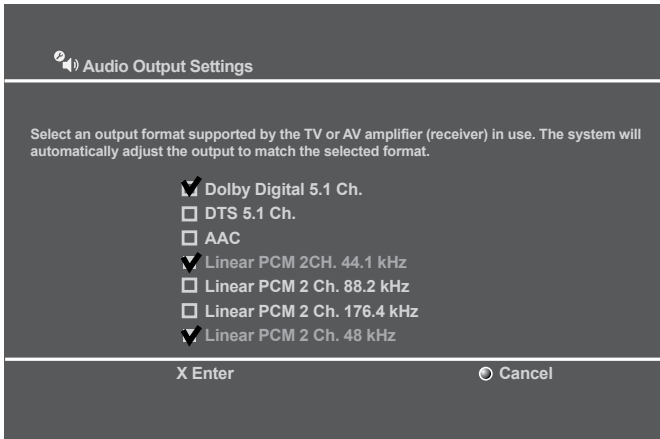 Audio Output Settings
Select an output format supported by the TV or AV amplifier (receiver) in use. The system will
automatically adjust the output to match the selected format.
Dolby Digital 5.1 Ch.
DTS 5.1 Ch.
AAC
Linear PCM 2CH. 44.1 kHz
Linear PCM 2 Ch. 88.2 kHz
Linear PCM 2 Ch. 176.4 kHz
Linear PCM 2 Ch. 48 kHz
X Enter
Cancel